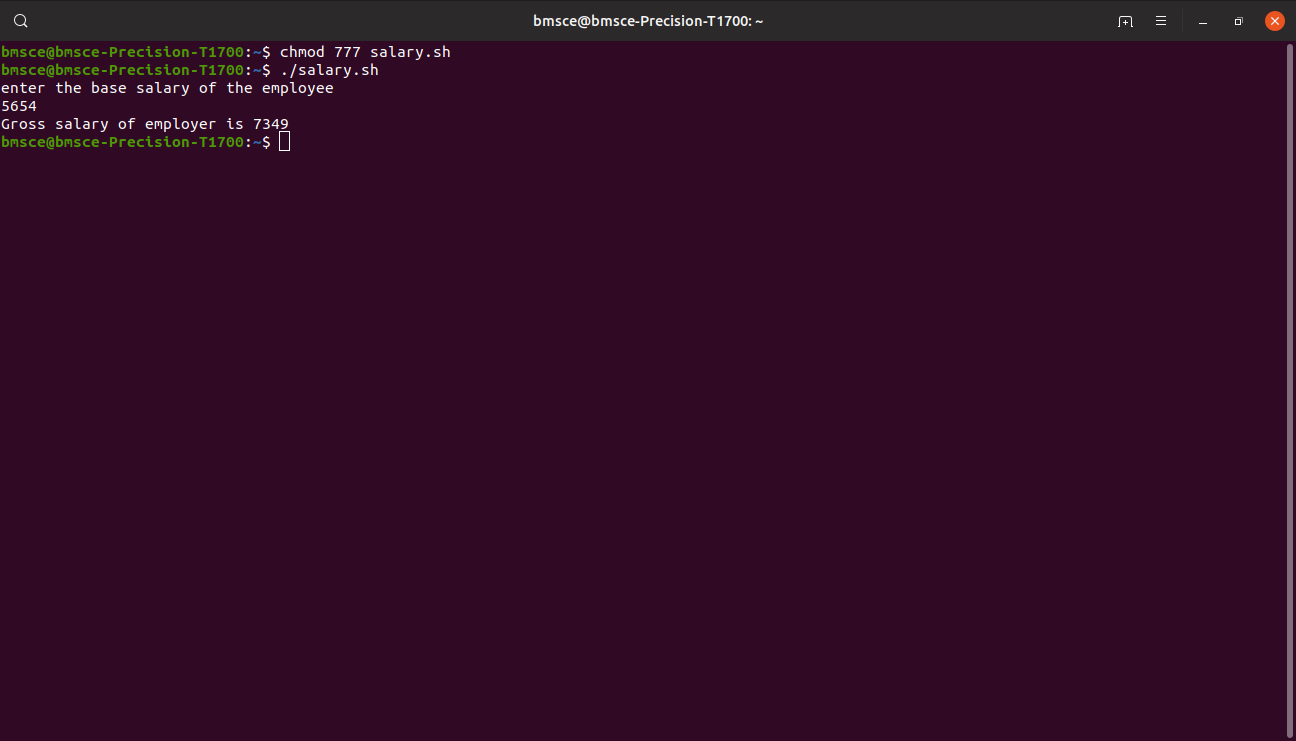 bmsce@bmsce-Precision-T1700: ~
bmsce@bmsce-Precision-T1700:~$ chmod 777 salary.sh
bmsce@bmsce-Precision-T1700:~$ ./salary.sh
enter the base salary of the employee
5654
Gross salary of employer is 7349
bmsce@bmsce-Precision-T1700:~$